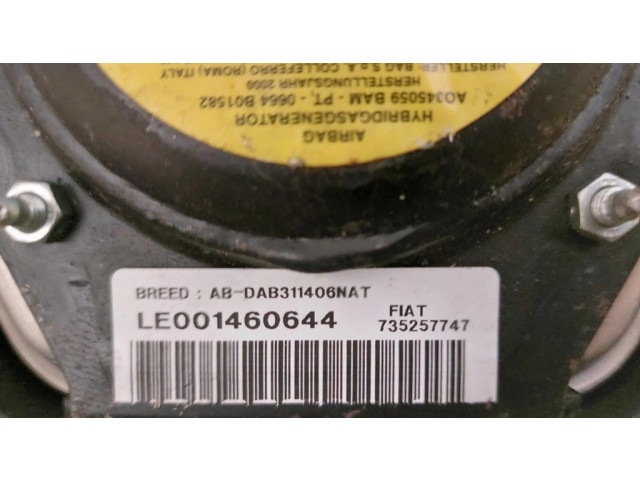 AIRBAG
HYBRIDGASGENERATOR
A0345059 BAM - PT, - 0664 B01582
HERSTELLUNGSJAHR 2000
HERSTELLER: BAG S.p.A. COLLEFERRO (ROMA) ITALY
BREED : AB-DAB311406NAT
LE001460644
FIAT
735257747